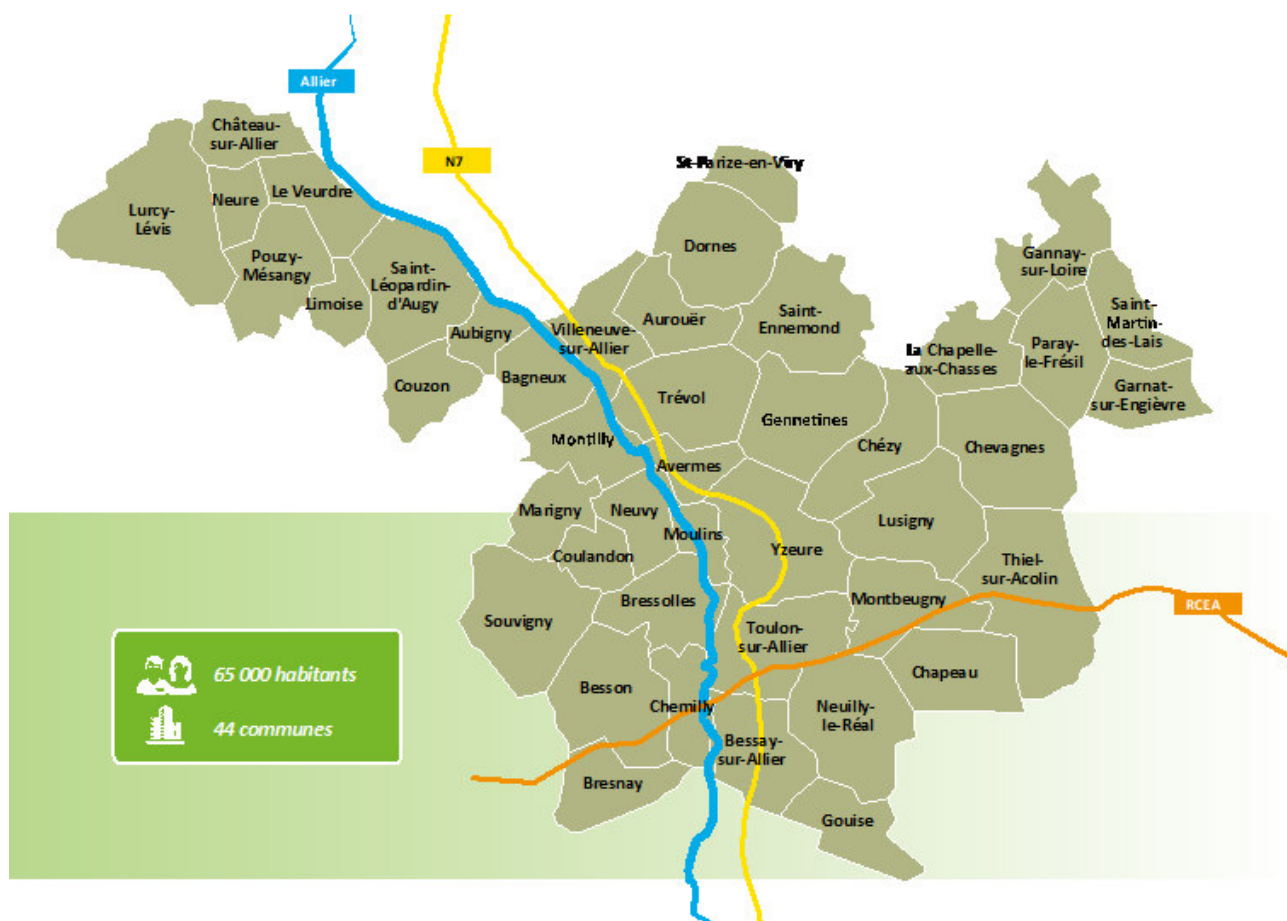 Allier
N7
Château-
sur-Allier
St-Parize-en-Viry
Le Veurdre
Neure
Lurcy-
Lévis
Dornes
Gannay-
sur-Loire
Pouzy-
Mésangy
Saint-
Léopardin-
d'Augy
Limoise
Aurouër
Saint-
Ennemond
Saint-
Martin-
des-Lais
Aubigny
Villeneuve-
sur-Allier
La Chapelle-
aux-Chasses
Paray-
le-Frésil
Couzon
Bagneux
Trévol
Garnat-
sur-Engièvre
Gennetines
Montilly
Chézy
Chevagnes
Avermes
Marigny
Neuvy
Lusigny
Moulins
Coulandon
Yzeure
Thiel-
sur-Acolin
Bressolles
Montbeugny
RCEA
Souvigny
Toulon-
sur-Allier
65 000 habitants
Besson
Chapeau
Chemilly
Neuilly-
le-Réal
44 communes
Bessay-
sur-Allier
Bresnay
Gouise